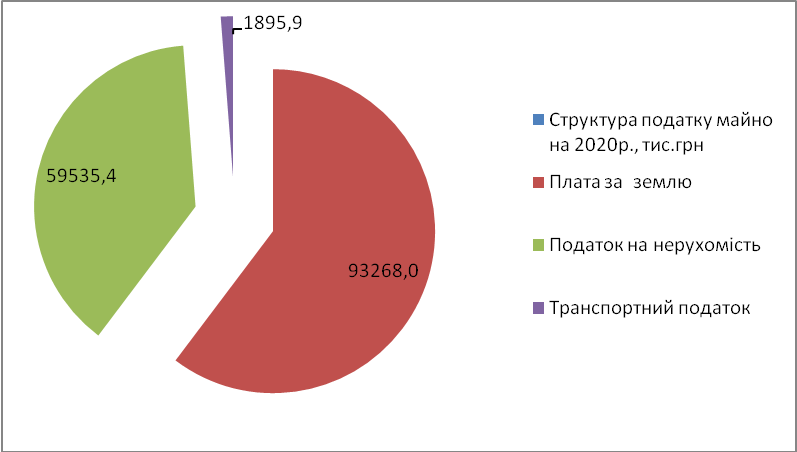 1895,9
59535,4
93268,0
Структура податку майно
на 2020р., тис.грн
Плата за землю
Податок на нерухомість
Транспортний податок